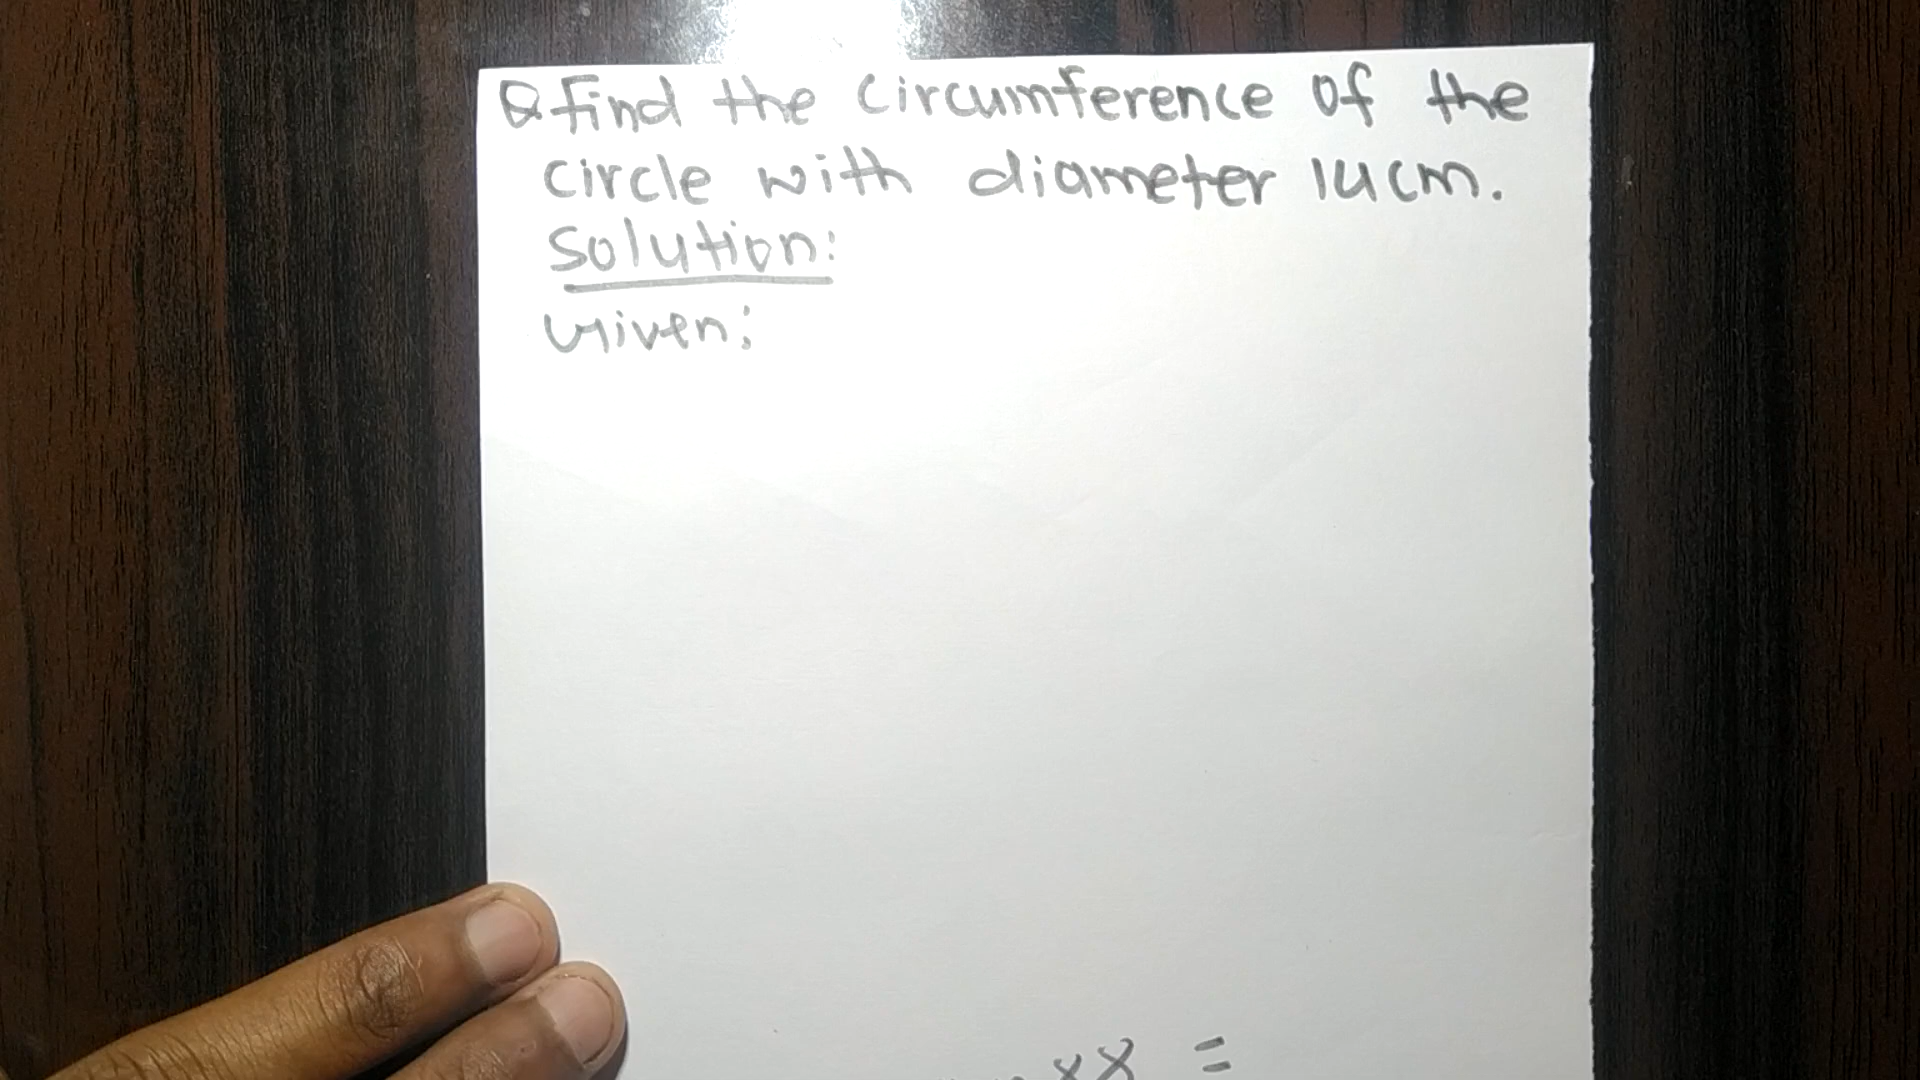 Q Find the circumference of the
circle with diameter 14cm.
Solution:
Given:
=